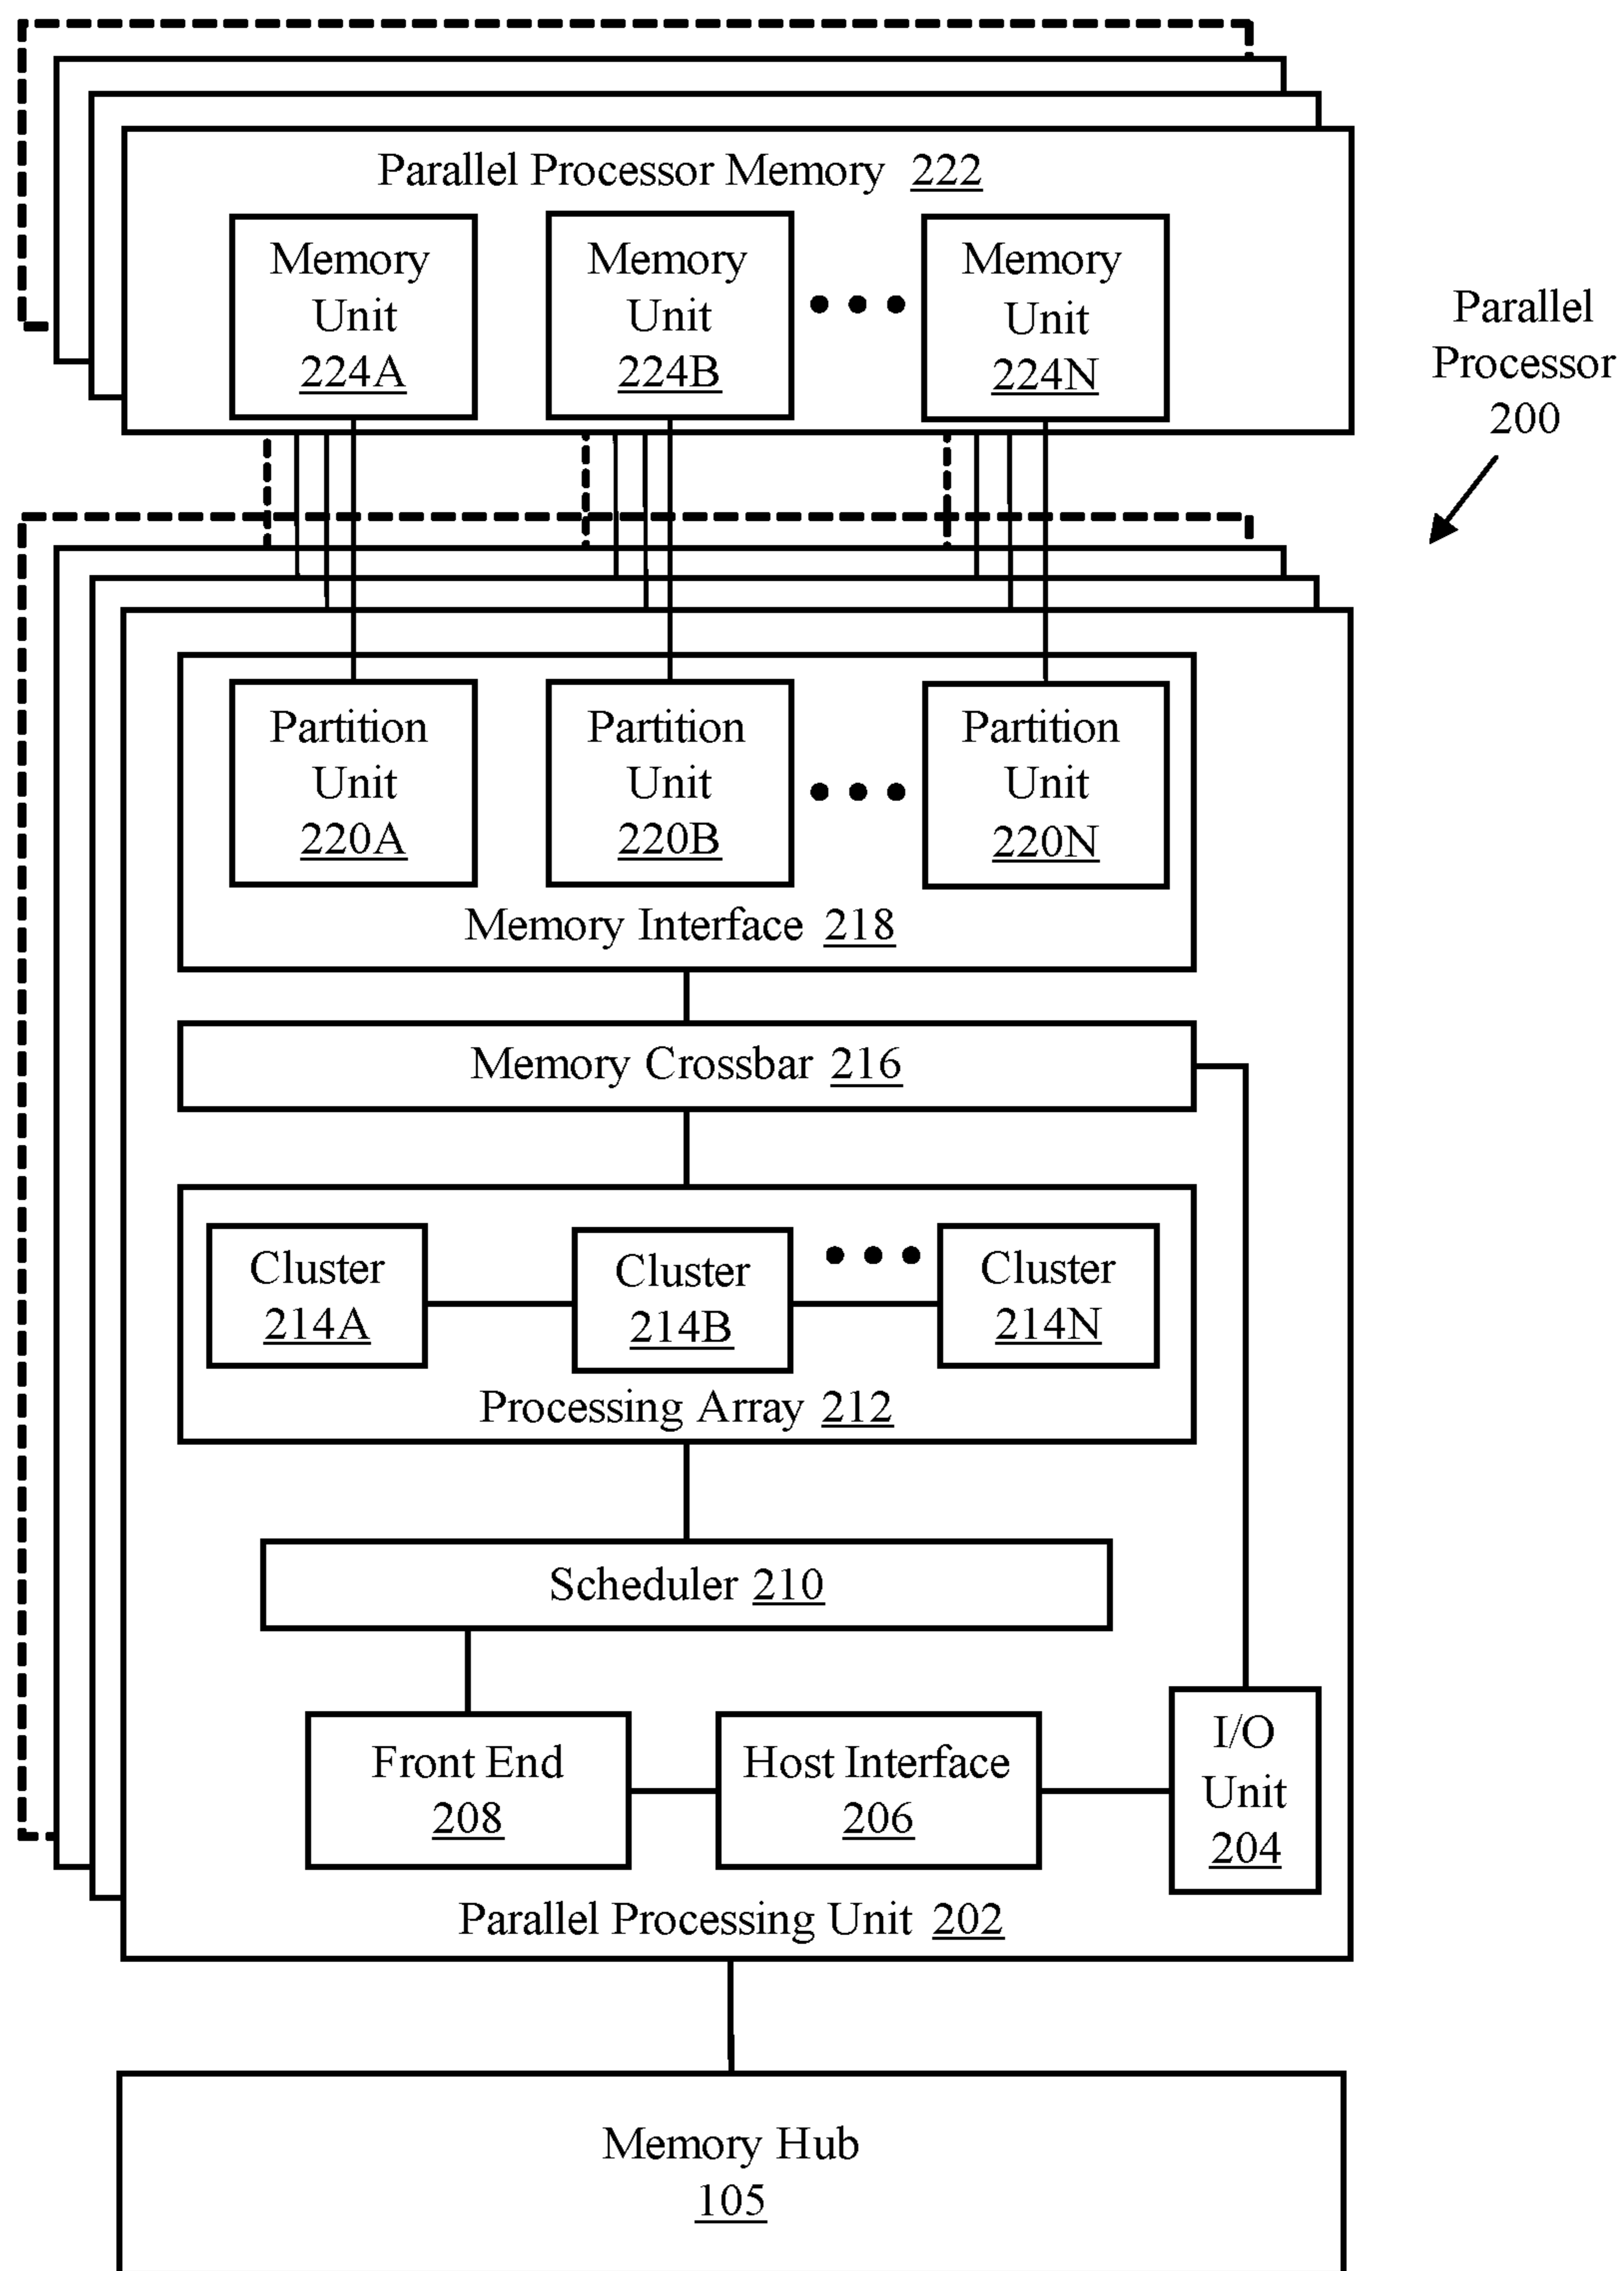 Parallel Processor Memory 222
Memory
Unit
224A
Memory
Unit
224B
Memory
Unit
224N
Parallel
Processor
200
Partition
Unit
220A
Partition
Unit
220B
Partition
Unit
220N
Memory Interface 218
Memory Crossbar 216
Cluster
214A
Cluster
214B
Cluster
214N
Processing Array 212
Scheduler 210
Front End
208
Host Interface
206
I/O
Unit
204
Parallel Processing Unit 202
Memory Hub
105